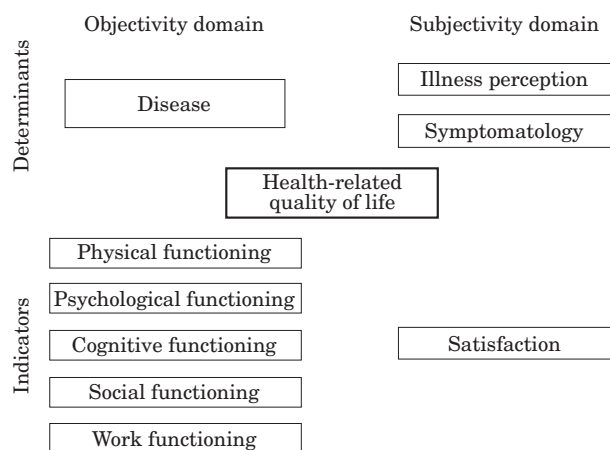 Objectivity domain
Subjectivity domain
Determinants
Disease
Illness perception
Symptomatology
Health-related
quality of life
Indicators
Physical functioning
Psychological functioning
Cognitive functioning
Satisfaction
Social functioning
Work functioning